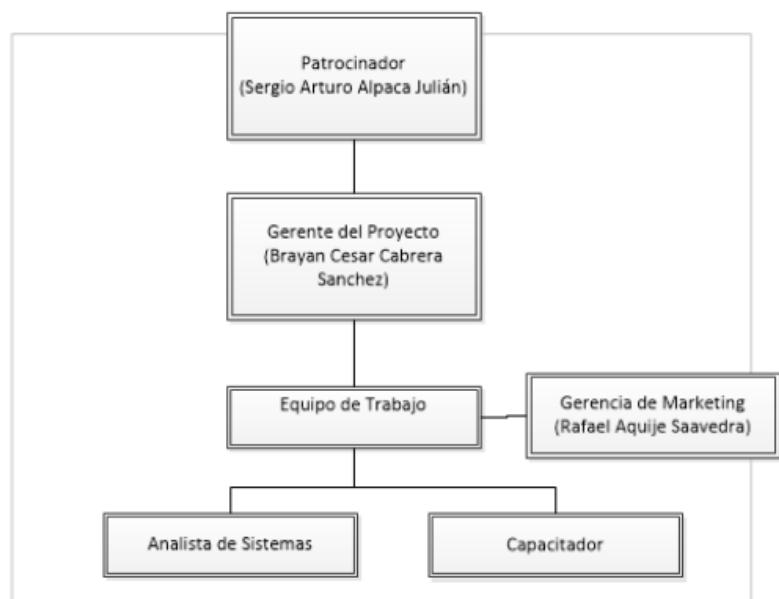 Patrocinador
(Sergio Arturo Alpaca Julián)
Gerente del Proyecto
(Brayan Cesar Cabrera
Sanchez)
Equipo de Trabajo
Gerencia de Marketing
(Rafael Aquije Saavedra)
Analista de Sistemas
Capacitador